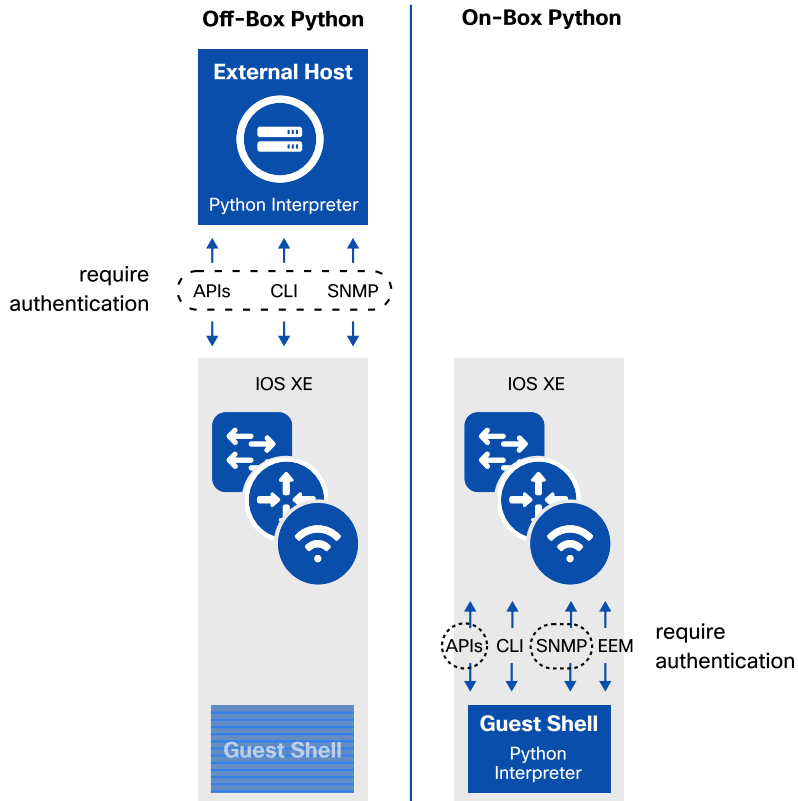 Off-Box Python
External Host
Python Interpreter
require
authentication
APIs CLI SNMP
IOS XE
Guest Shell
On-Box Python
IOS XE
APIs CLI SNMP EEM
require
authentication
Guest Shell
Python
Interpreter